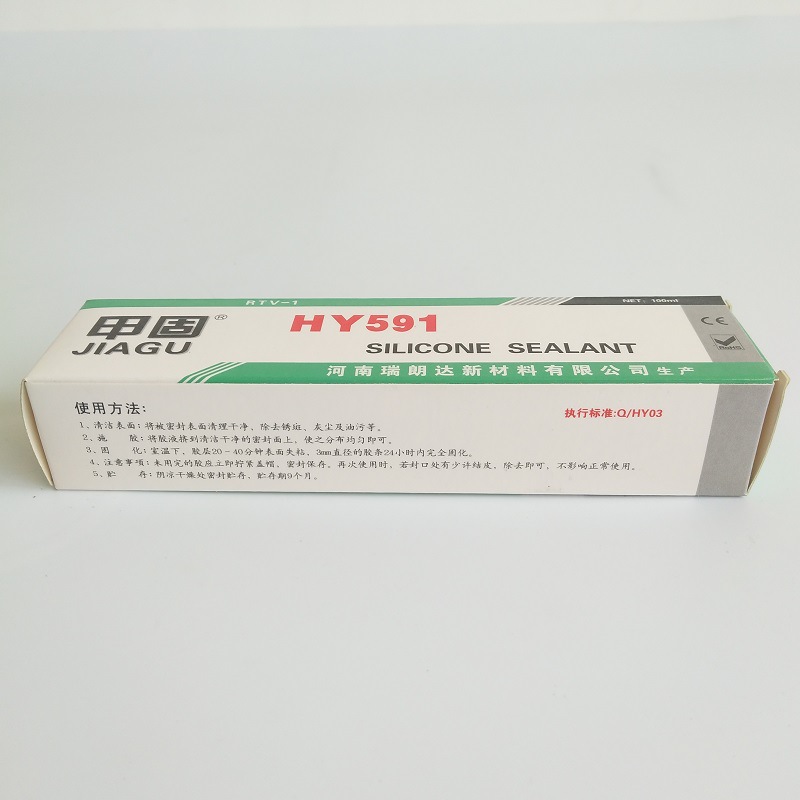 RTV-1
NET: 100ml
甲固®
JIAGU
HY591
CE
SILICONE SEALANT
RoHS
河南瑞朗达新材料有限公司生产
使用方法:
执行标准:Q/HY03
1、清洁表面:将被密封表面清理干净,除去锈斑、灰尘及油污等。
2、施 胶:将胶液挤到清洁干净的密封面上,使之分布均匀即可。
3、固 化:室温下,胶层20-40分钟表面失粘,3mm直径的胶条24小时内完全固化。
4、注意事项:未用完的胶应立即拧紧盖帽,密封保存。再次使用时,若封口处有少许结皮,除去即可,不影响正常使用。
5、贮 存:阴凉干燥处密封贮存,贮存期9个月。